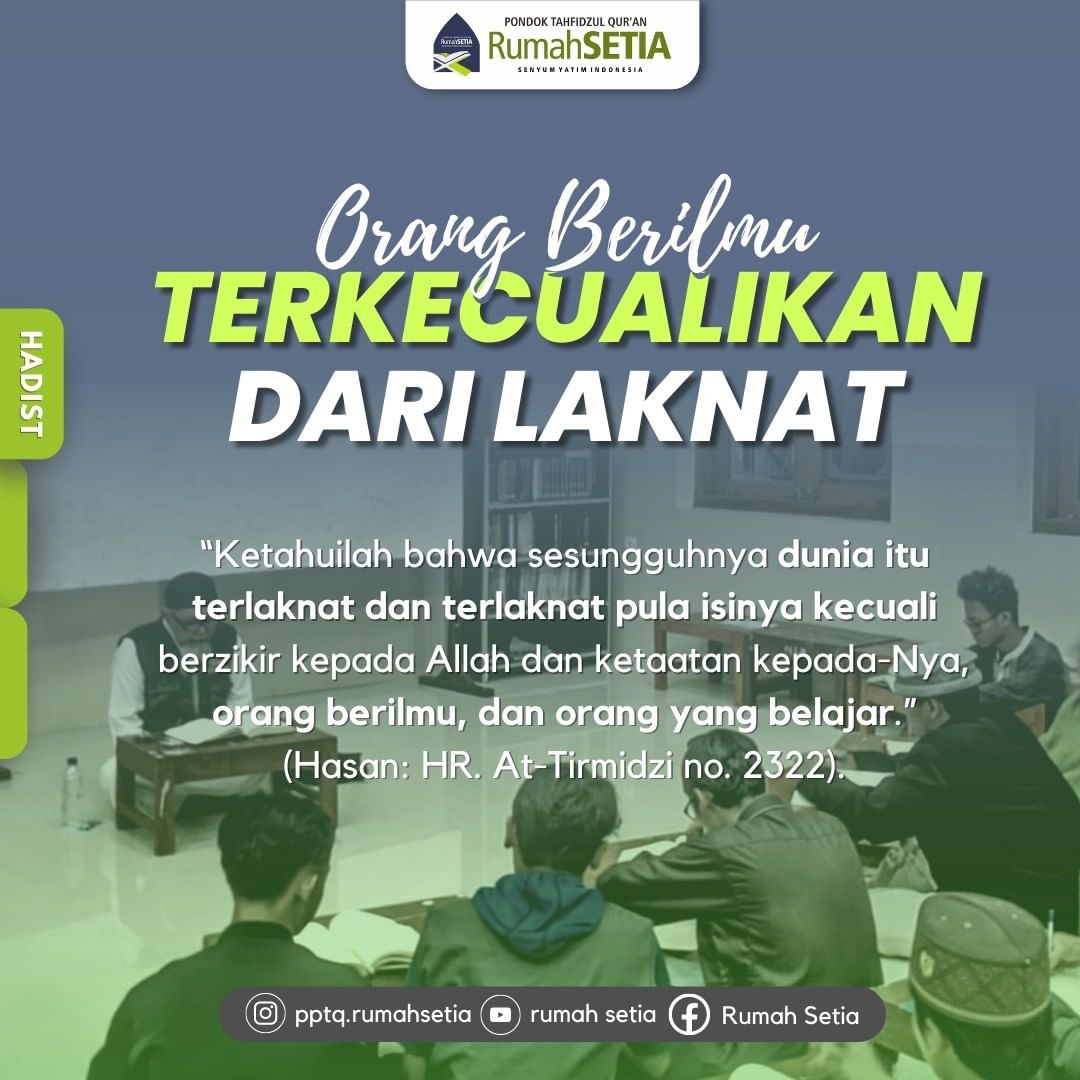 PONDOK TAHFIDZUL QUR'AN
RumahSETIA
SENYUM YATIM INDONESIA
Orang Berilmu
TERKECUALIKAN
DARI LAKNAT
HADIST
“Ketahuilah bahwa sesungguhnya dunia itu
terlaknat dan terlaknat pula isinya kecuali
berzikir kepada Allah dan ketaatan kepada-Nya,
orang berilmu, dan orang yang belajar.”
(Hasan: HR. At-Tirmidzi no. 2322).
pptq.rumahsetia rumah setia Rumah Setia